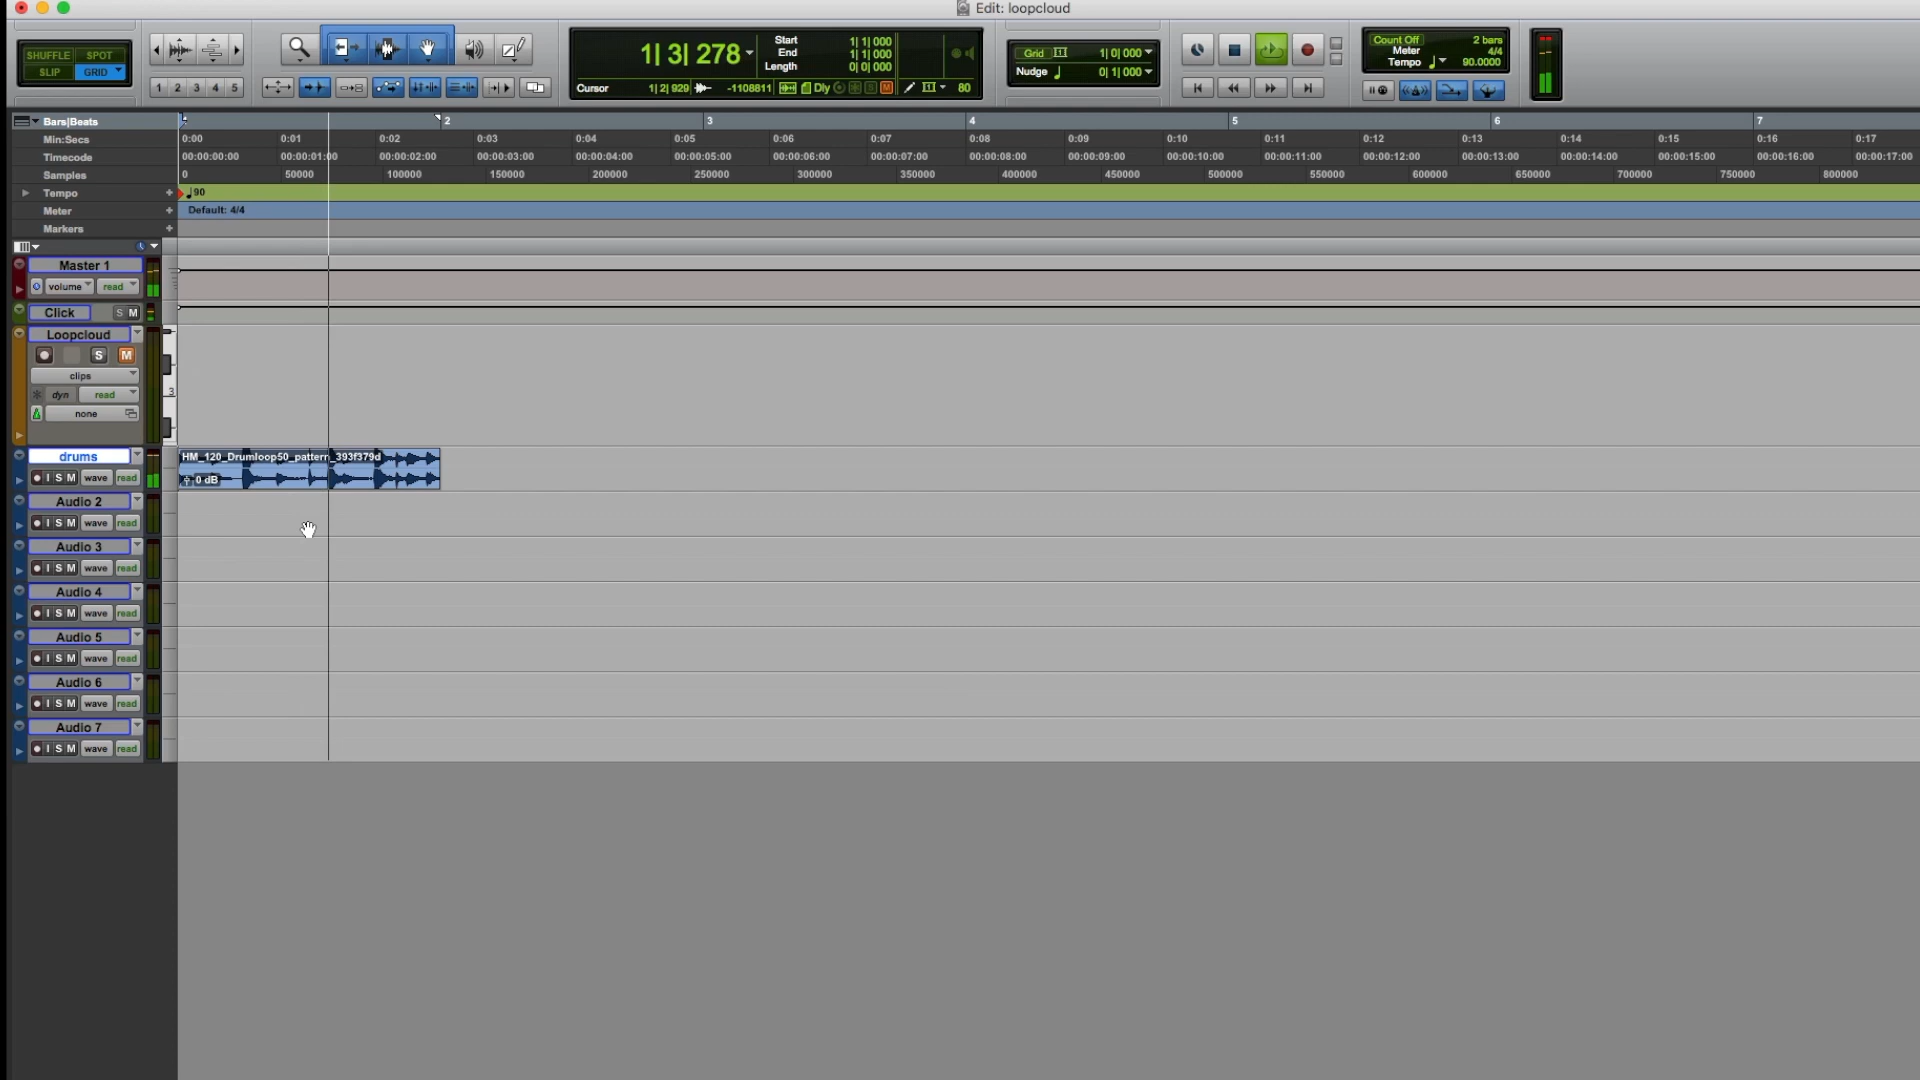 Edit: loopcloud
SHUFFLE SPOT
SLIP GRID
1 2 3 4 5
1| 3| 278
Start 1| 1| 000
End 1| 1| 000
Length 0| 0| 000
Cursor 1| 2| 929 -1108811 Dly S M 80
Grid 1| 0| 000
Nudge 0| 1| 000
Count Off 2 bars
Meter 4/4
Tempo 90.0000
Bars|Beats 2 3 4 5 6 7
Min:Secs 0:00 0:01 0:02 0:03 0:04 0:05 0:06 0:07 0:08 0:09 0:10 0:11 0:12 0:13 0:14 0:15 0:16 0:17
Timecode 00:00:00:00 00:00:01:00 00:00:02:00 00:00:03:00 00:00:04:00 00:00:05:00 00:00:06:00 00:00:07:00 00:00:08:00 00:00:09:00 00:00:10:00 00:00:11:00 00:00:12:00 00:00:13:00 00:00:14:00 00:00:15:00 00:00:16:00 00:00:17:00
Samples 0 50000 100000 150000 200000 250000 300000 350000 400000 450000 500000 550000 600000 650000 700000 750000 800000
Tempo + 90
Meter + Default: 4/4
Markers +
Master 1
volume read
Click S M
Loopcloud
S M
clips
dyn read
none
3
drums
I S M wave read
HM_120_Drumloop50_pattern_393f379d
0 dB
Audio 2
I S M wave read
Audio 3
I S M wave read
Audio 4
I S M wave read
Audio 5
I S M wave read
Audio 6
I S M wave read
Audio 7
I S M wave read